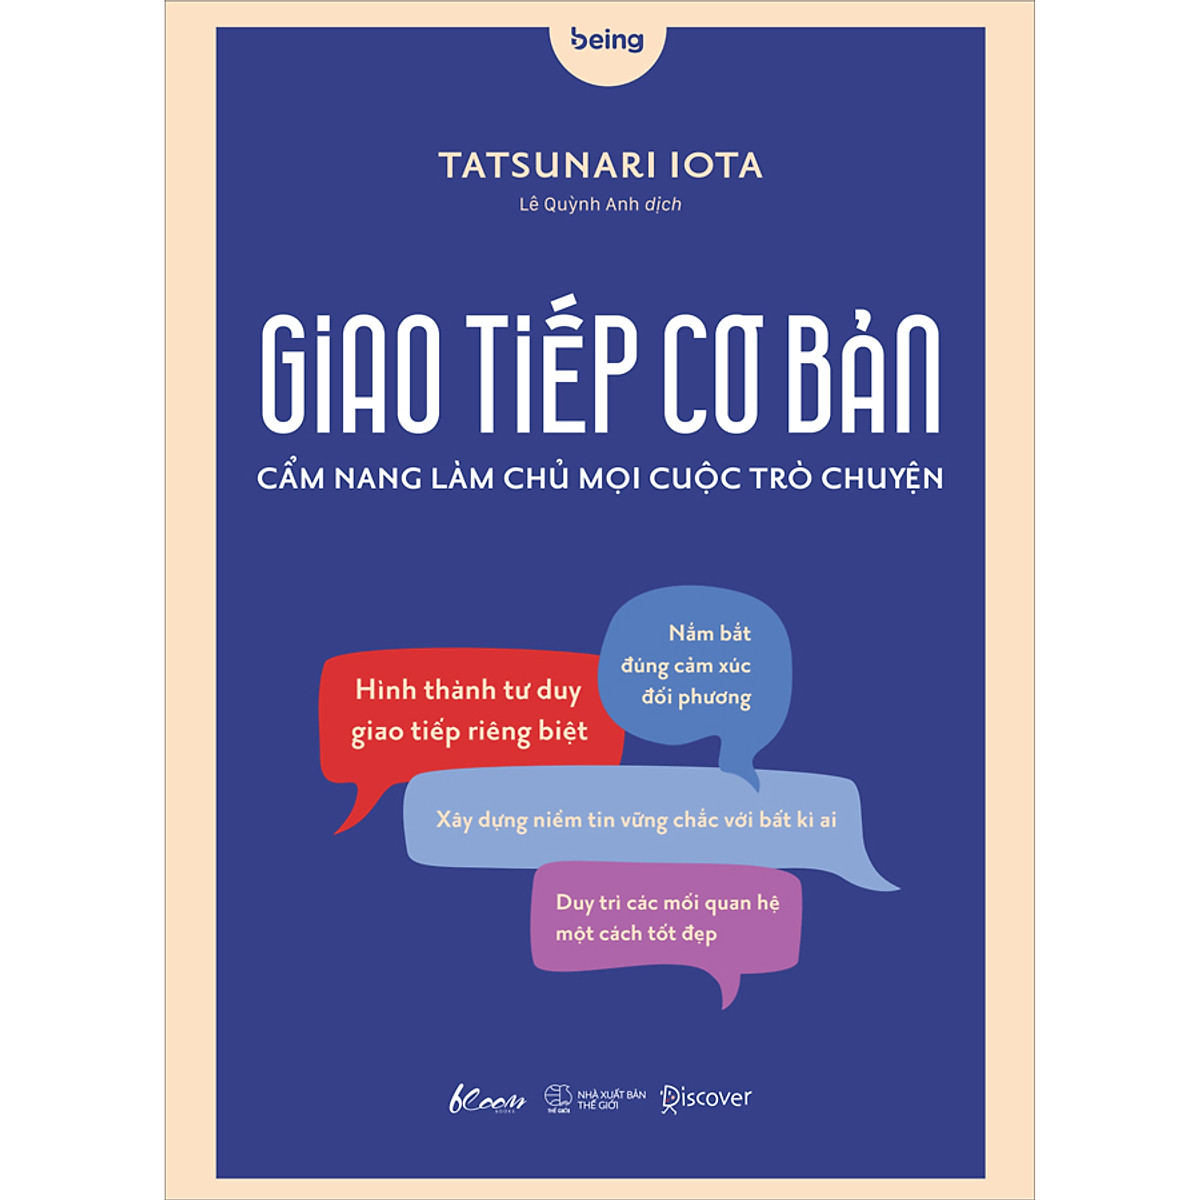 being
TATSUNARI IOTA
Lê Quỳnh Anh dịch
GIAO TIẾP CƠ BẢN
CẨM NANG LÀM CHỦ MỌI CUỘC TRÒ CHUYỆN
Nắm bắt
đúng cảm xúc
đối phương
Hình thành tư duy
giao tiếp riêng biệt
Xây dựng niềm tin vững chắc với bất kì ai
Duy trì các mối quan hệ
một cách tốt đẹp
bloom
BOOKS
THẾ GIỚI
NHÀ XUẤT BẢN
THẾ GIỚI
Discover